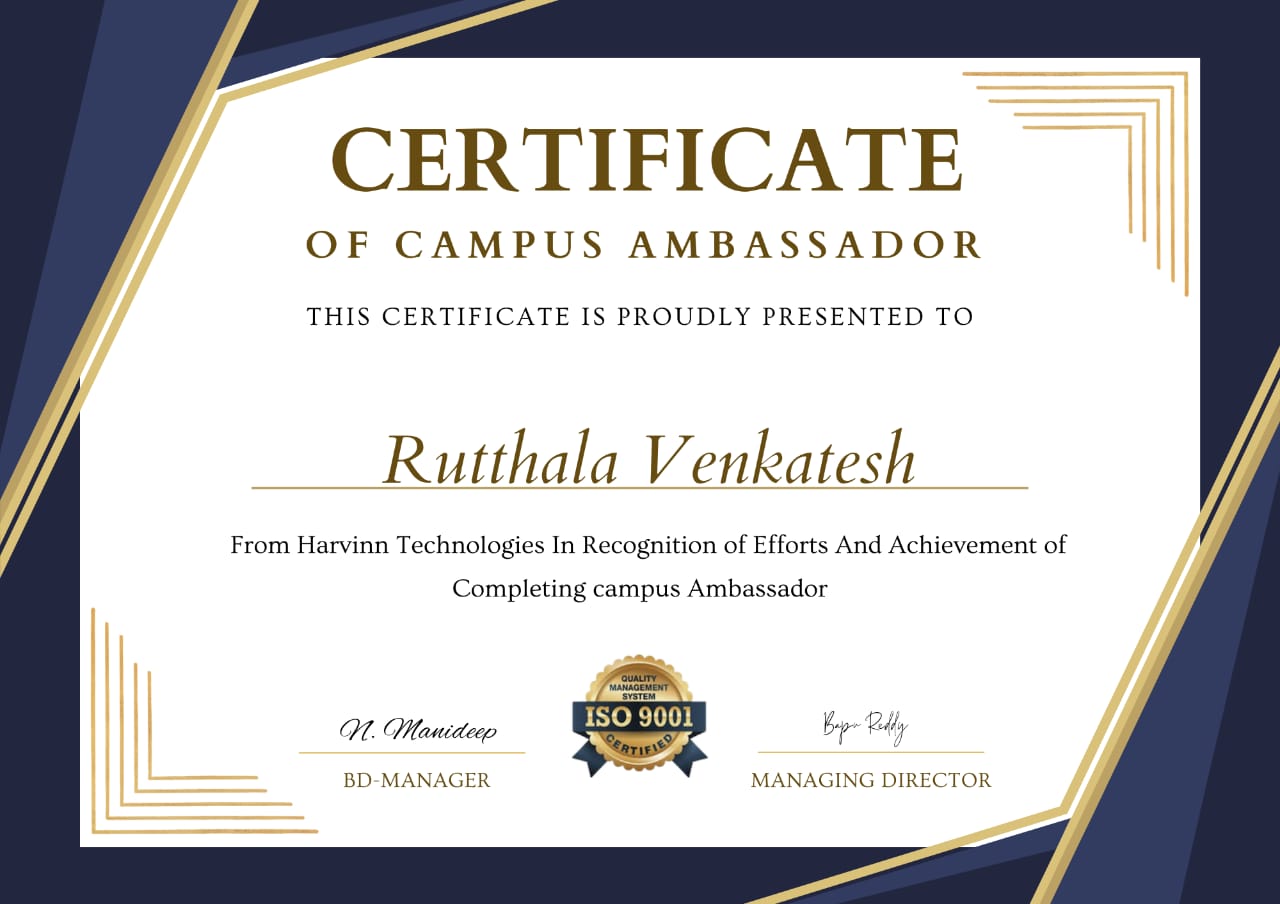 CERTIFICATE
OF CAMPUS AMBASSADOR
THIS CERTIFICATE IS PROUDLY PRESENTED TO
Rutthala Venkatesh
From Harvinn Technologies In Recognition of Efforts And Achievement of
Completing campus Ambassador
N. Manideep
BD-MANAGER
QUALITY
MANAGEMENT
SYSTEM
ISO 9001
CERTIFIED
Bapu Reddy
MANAGING DIRECTOR